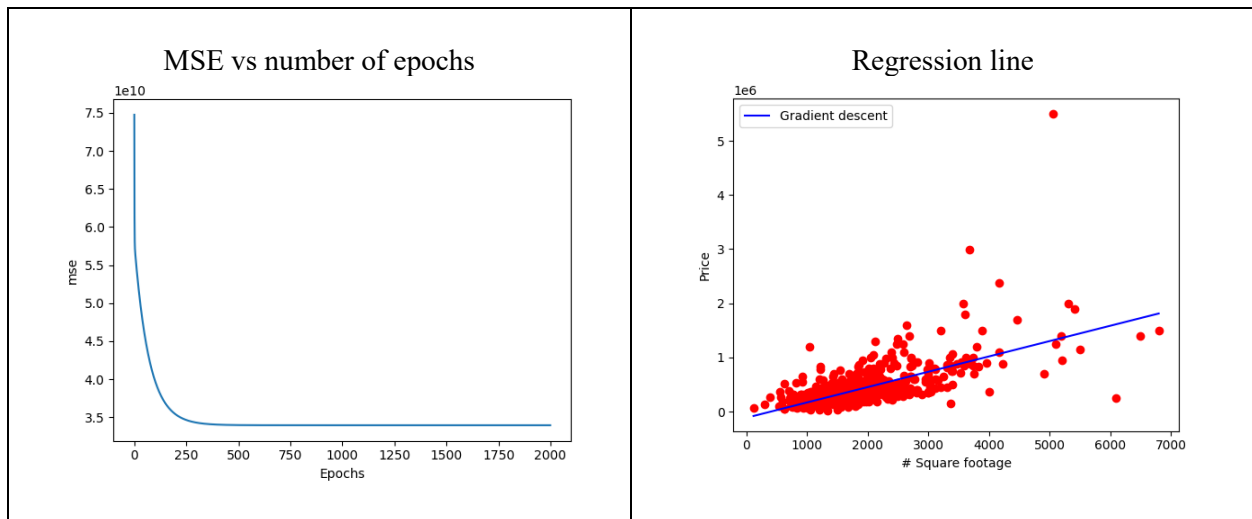 MSE vs number of epochs
1e10
7.5
7.0
6.5
6.0
5.5
5.0
4.5
4.0
3.5
mse
0 250 500 750 1000 1250 1500 1750 2000
Epochs
Regression line
1e6
Gradient descent
5
4
3
2
1
0
Price
0 1000 2000 3000 4000 5000 6000 7000
# Square footage